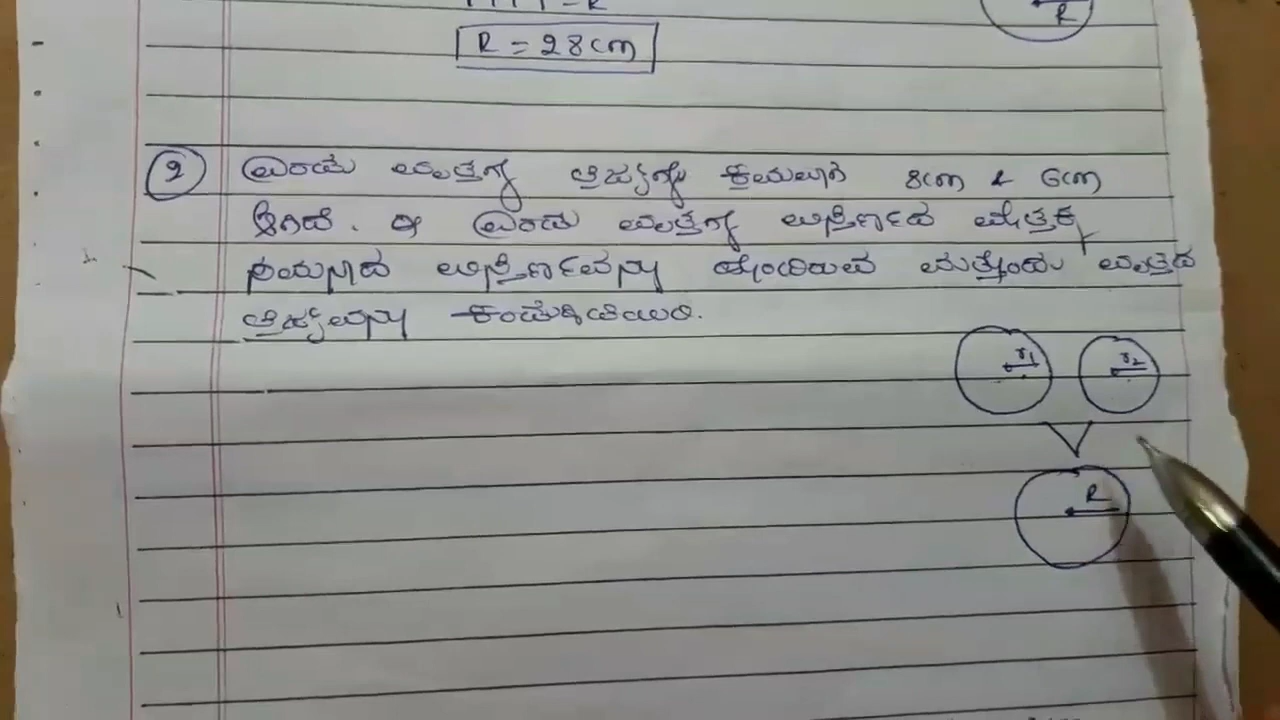 R = 28cm
2 ಎರಡು ವೃತ್ತಗಳ ತ್ರಿಜ್ಯಗಳು ಕ್ರಮವಾಗಿ 8cm & 6cm
ಆಗಿದೆ. ಈ ಎರಡು ವೃತ್ತಗಳ ವಿಸ್ತೀರ್ಣದ ಮೊತ್ತಕ್ಕೆ
ಸಮನಾದ ವಿಸ್ತೀರ್ಣವನ್ನು ಹೊಂದಿರುವ ಮತ್ತೊಂದು ವೃತ್ತದ
ತ್ರಿಜ್ಯವನ್ನು ಕಂಡುಹಿಡಿಯಿರಿ.
R
r1 r2
R